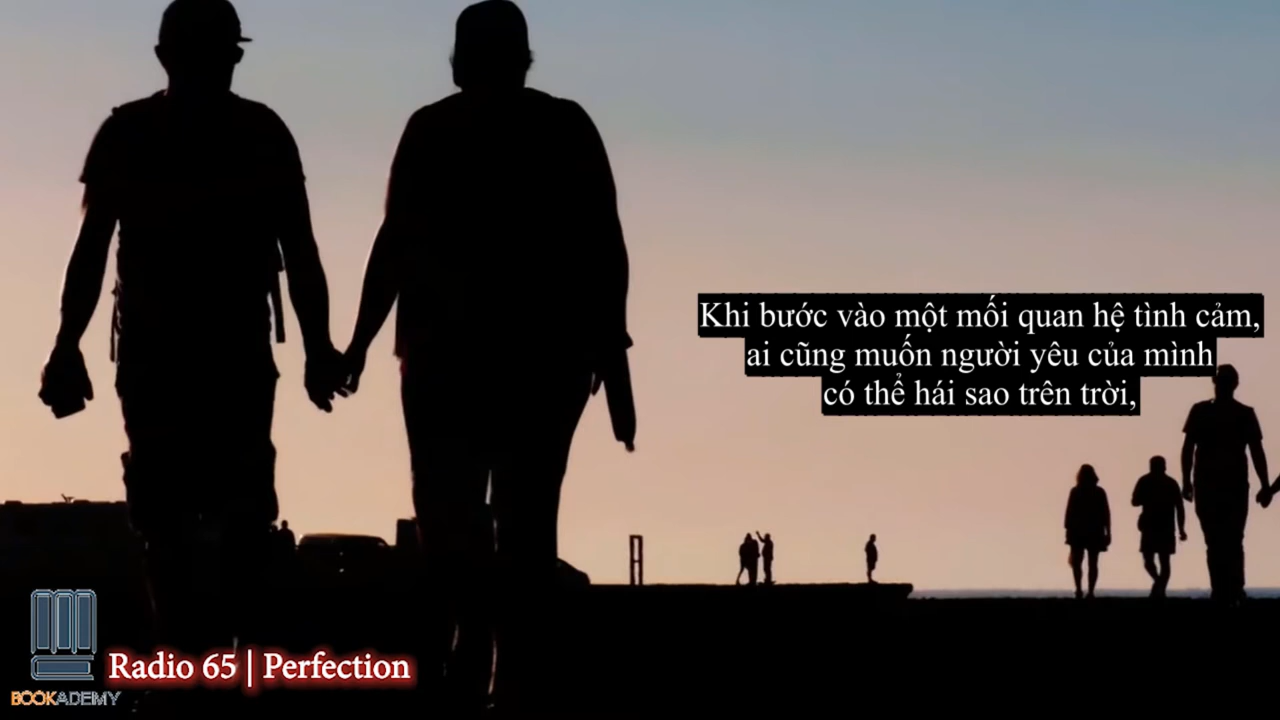 Khi bước vào một mối quan hệ tình cảm,
ai cũng muốn người yêu của mình
có thể hái sao trên trời,
Radio 65 | Perfection
BOOKADEMY